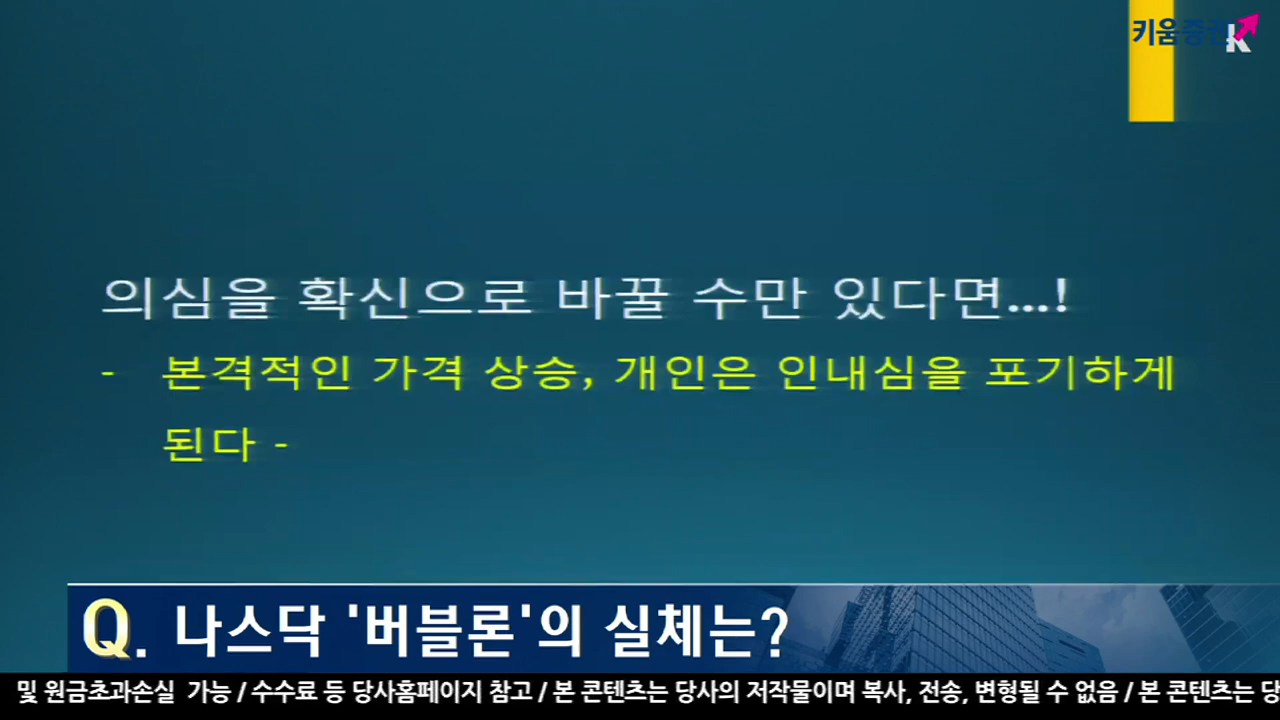 키움증권
의심을 확신으로 바꿀 수만 있다면...!
- 본격적인 가격 상승, 개인은 인내심을 포기하게
된다 -
Q. 나스닥 '버블론'의 실체는?
및 원금초과손실 가능 / 수수료 등 당사홈페이지 참고 / 본 콘텐츠는 당사의 저작물이며 복사, 전송, 변형될 수 없음 / 본 콘텐츠는 당